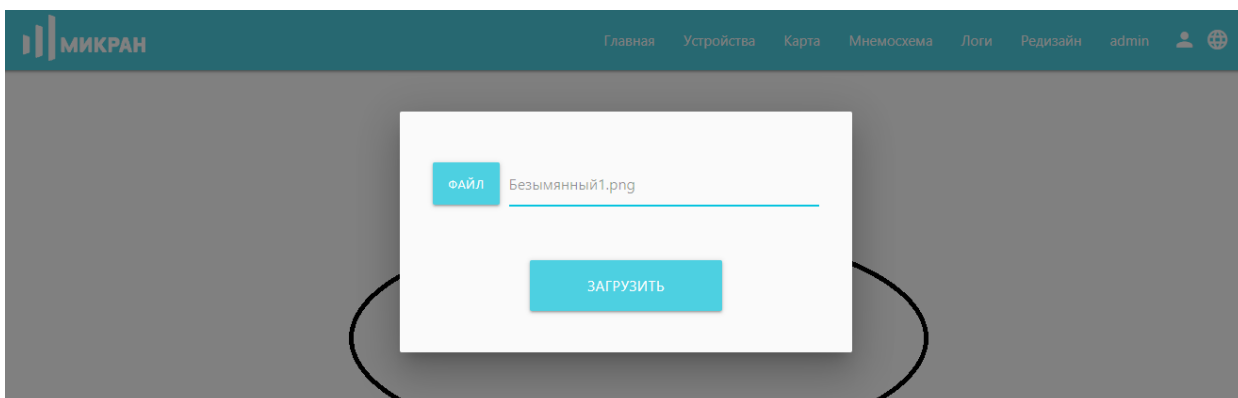 МИКРАН Главная Устройства Карта Мнемосхема Логи Редизайн admin
ФАЙЛ Безымянный1.png
ЗАГРУЗИТЬ